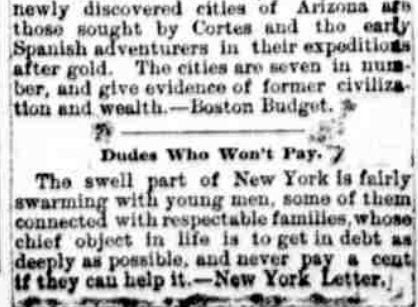 newly discovered cities of Arizona are
those sought by Cortes and the early
Spanish adventurers in their expeditions
after gold. The cities are seven in num-
ber, and give evidence of former civiliza-
tion and wealth.—Boston Budget.
Dudes Who Won't Pay.
The swell part of New York is fairly
swarming with young men, some of them
connected with respectable families, whose
chief object in life is to get in debt as
deeply as possible, and never pay a cent
if they can help it.—New York Letter.